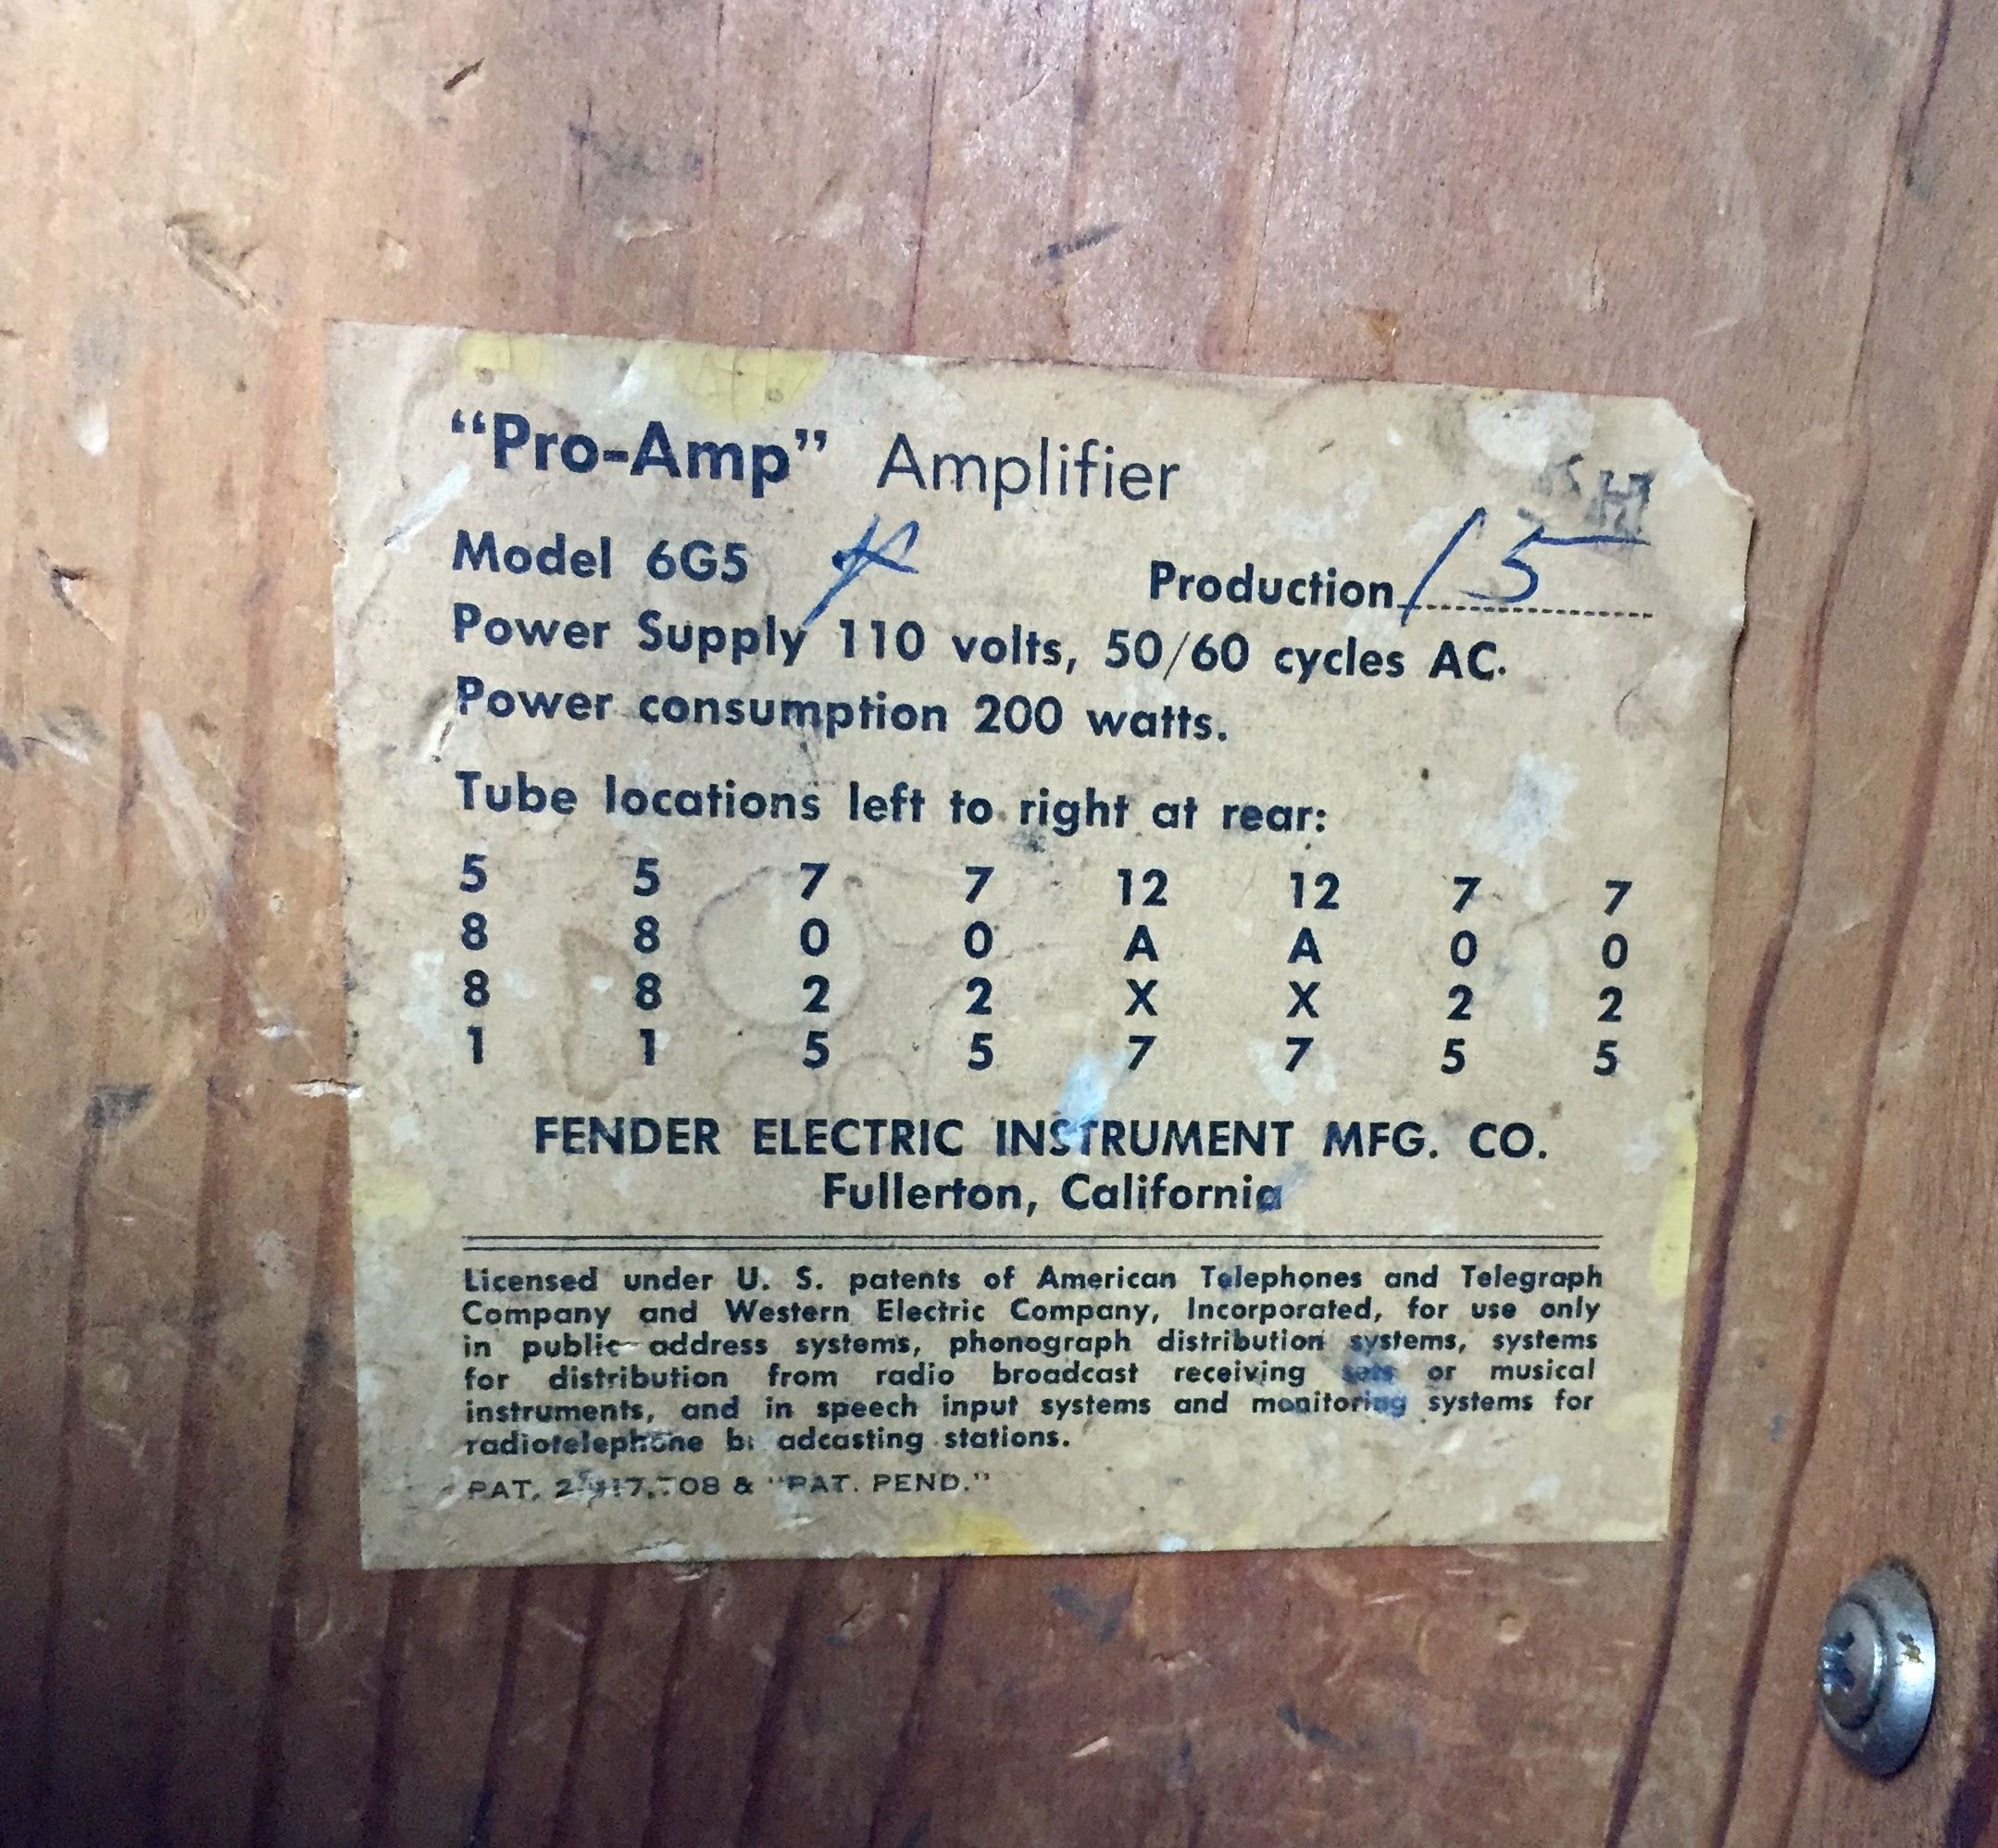 “Pro-Amp” Amplifier
Model 6G5 A Production 15
Power Supply 110 volts, 50/60 cycles AC.
Power consumption 200 watts.
Tube locations left to right at rear:
5 5 7 7 12 12 7 7
8 8 0 0 A A 0 0
8 8 2 2 X X 2 2
1 1 5 5 7 7 5 5
FENDER ELECTRIC INSTRUMENT MFG. CO.
Fullerton, California
Licensed under U. S. patents of American Telephones and Telegraph
Company and Western Electric Company, Incorporated, for use only
in public address systems, phonograph distribution systems, systems
for distribution from radio broadcast receiving sets or musical
instruments, and in speech input systems and monitoring systems for
radiotelephone stations.
PAT. & "PAT. PEND."